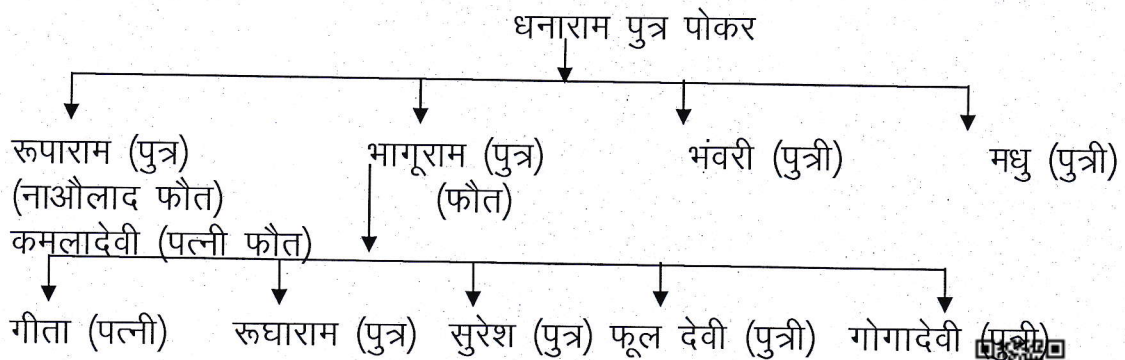 धनाराम पुत्र पोकर
रूपाराम (पुत्र) भागूराम (पुत्र) भंवरी (पुत्री) मधु (पुत्री)
(नाऔलाद फौत) (फौत)
कमलादेवी (पत्नी फौत)
गीता (पत्नी) रूघाराम (पुत्र) सुरेश (पुत्र) फूल देवी (पुत्री) गोगादेवी (पुत्री)